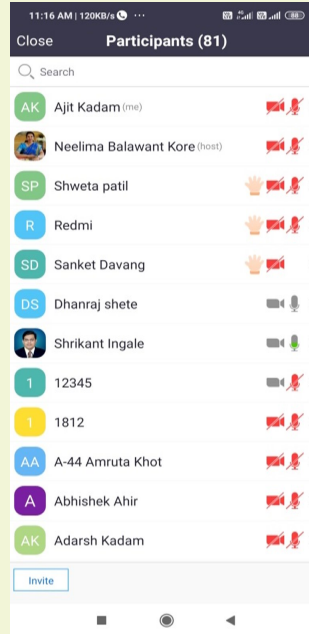 11:16 AM | 120KB/s ... 88
Close Participants (81)
Search
AK Ajit Kadam (me)
Neelima Balawant Kore (host)
SP Shweta patil
R Redmi
SD Sanket Davang
DS Dhanraj shete
Shrikant Ingale
1 12345
1 1812
AA A-44 Amruta Khot
A Abhishek Ahir
AK Adarsh Kadam
Invite